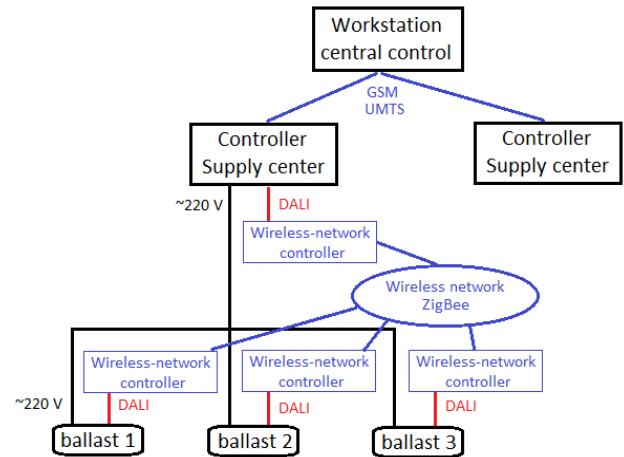 Workstation
central control
GSM
UMTS
Controller
Supply center
Controller
Supply center
~220 V
DALI
Wireless-network
controller
Wireless network
ZigBee
Wireless-network
controller
Wireless-network
controller
Wireless-network
controller
~220 V
DALI
DALI
DALI
ballast 1
ballast 2
ballast 3